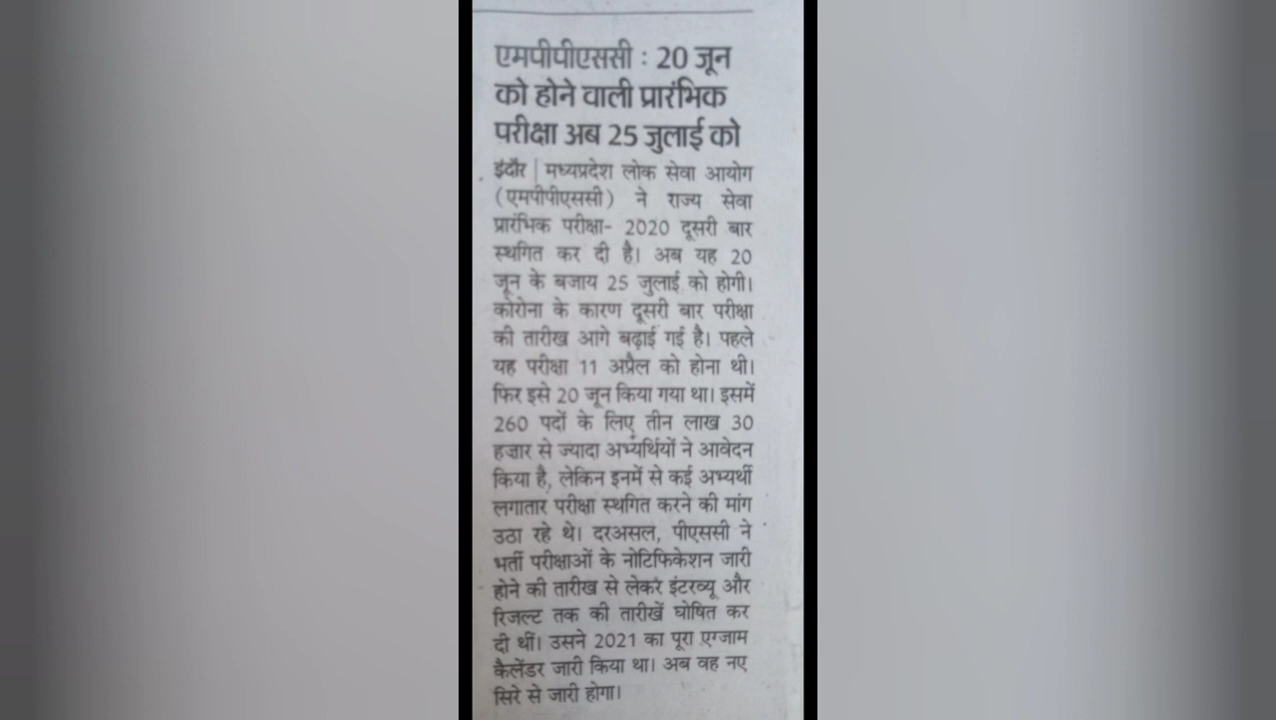 एमपीपीएससी : 20 जून
को होने वाली प्रारंभिक
परीक्षा अब 25 जुलाई को
इंदौर | मध्यप्रदेश लोक सेवा आयोग
(एमपीपीएससी) ने राज्य सेवा
प्रारंभिक परीक्षा- 2020 दूसरी बार
स्थगित कर दी है। अब यह 20
जून के बजाय 25 जुलाई को होगी।
कोरोना के कारण दूसरी बार परीक्षा
की तारीख आगे बढ़ाई गई है। पहले
यह परीक्षा 11 अप्रैल को होना थी।
फिर इसे 20 जून किया गया था। इसमें
260 पदों के लिए तीन लाख 30
हजार से ज्यादा अभ्यर्थियों ने आवेदन
किया है, लेकिन इनमें से कई अभ्यर्थी
लगातार परीक्षा स्थगित करने की मांग
उठा रहे थे। दरअसल, पीएससी ने
भर्ती परीक्षाओं के नोटिफिकेशन जारी
होने की तारीख से लेकर इंटरव्यू और
रिजल्ट तक की तारीखें घोषित कर
दी थीं। उसने 2021 का पूरा एग्जाम
कैलेंडर जारी किया था। अब वह नए
सिरे से जारी होगा।